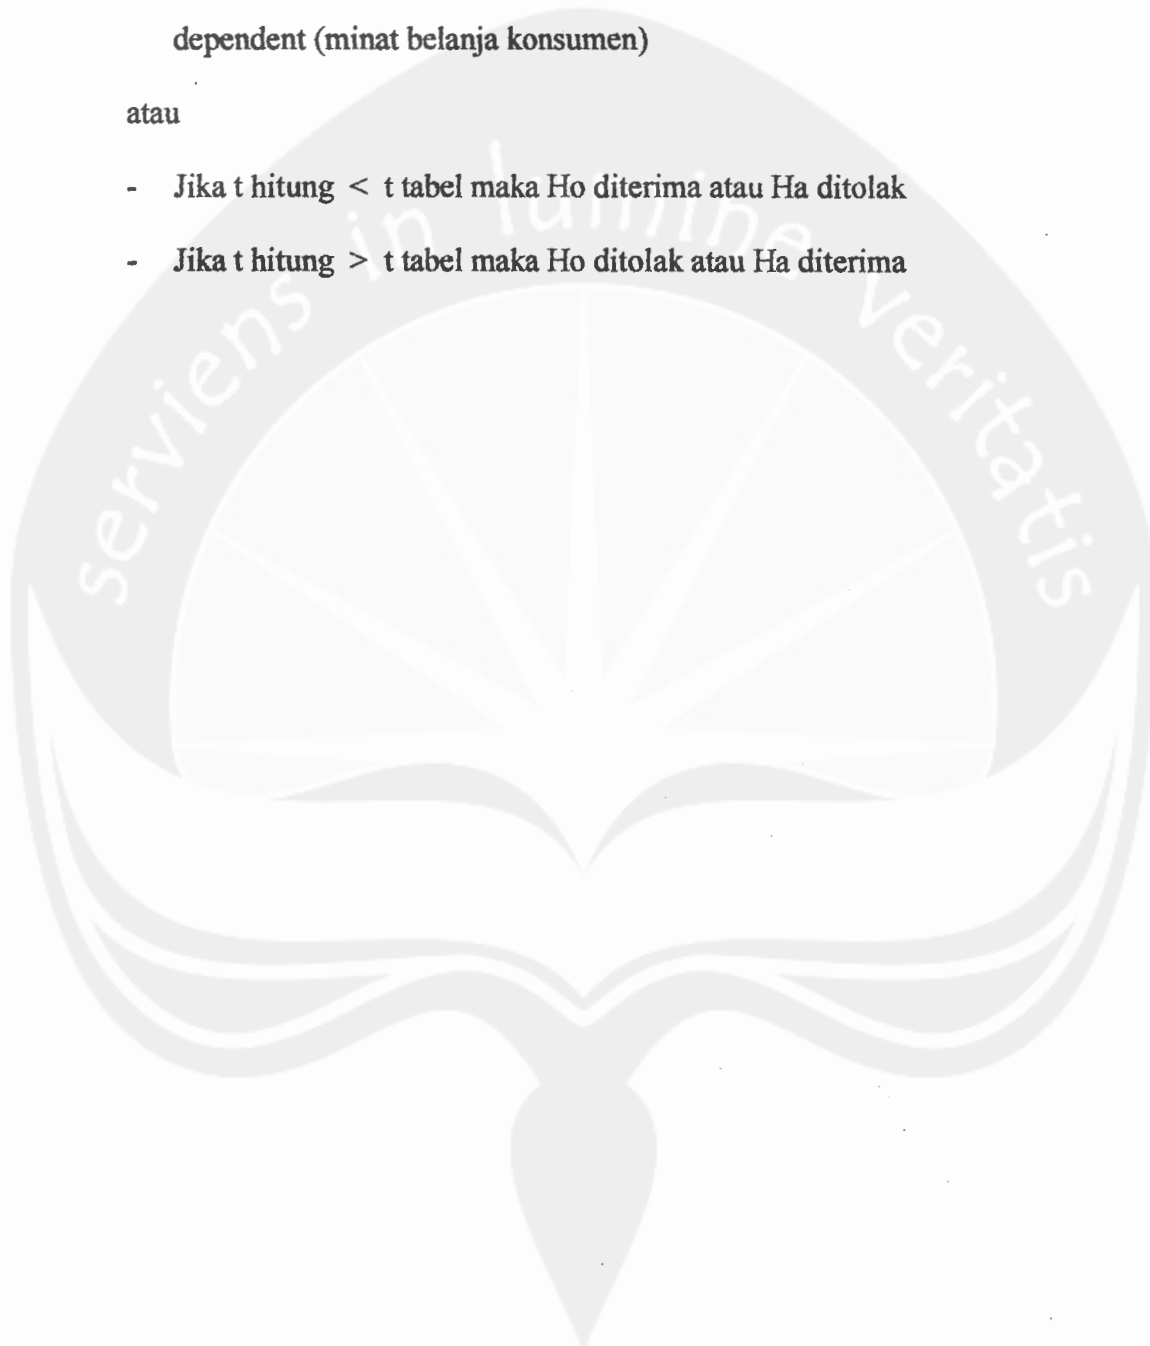 dependent (minat belanja konsumen)
atau
- Jika t hitung < t tabel maka Ho diterima atau Ha ditolak
- Jika t hitung > t tabel maka Ho ditolak atau Ha diterima
serviens in lumine veritatis